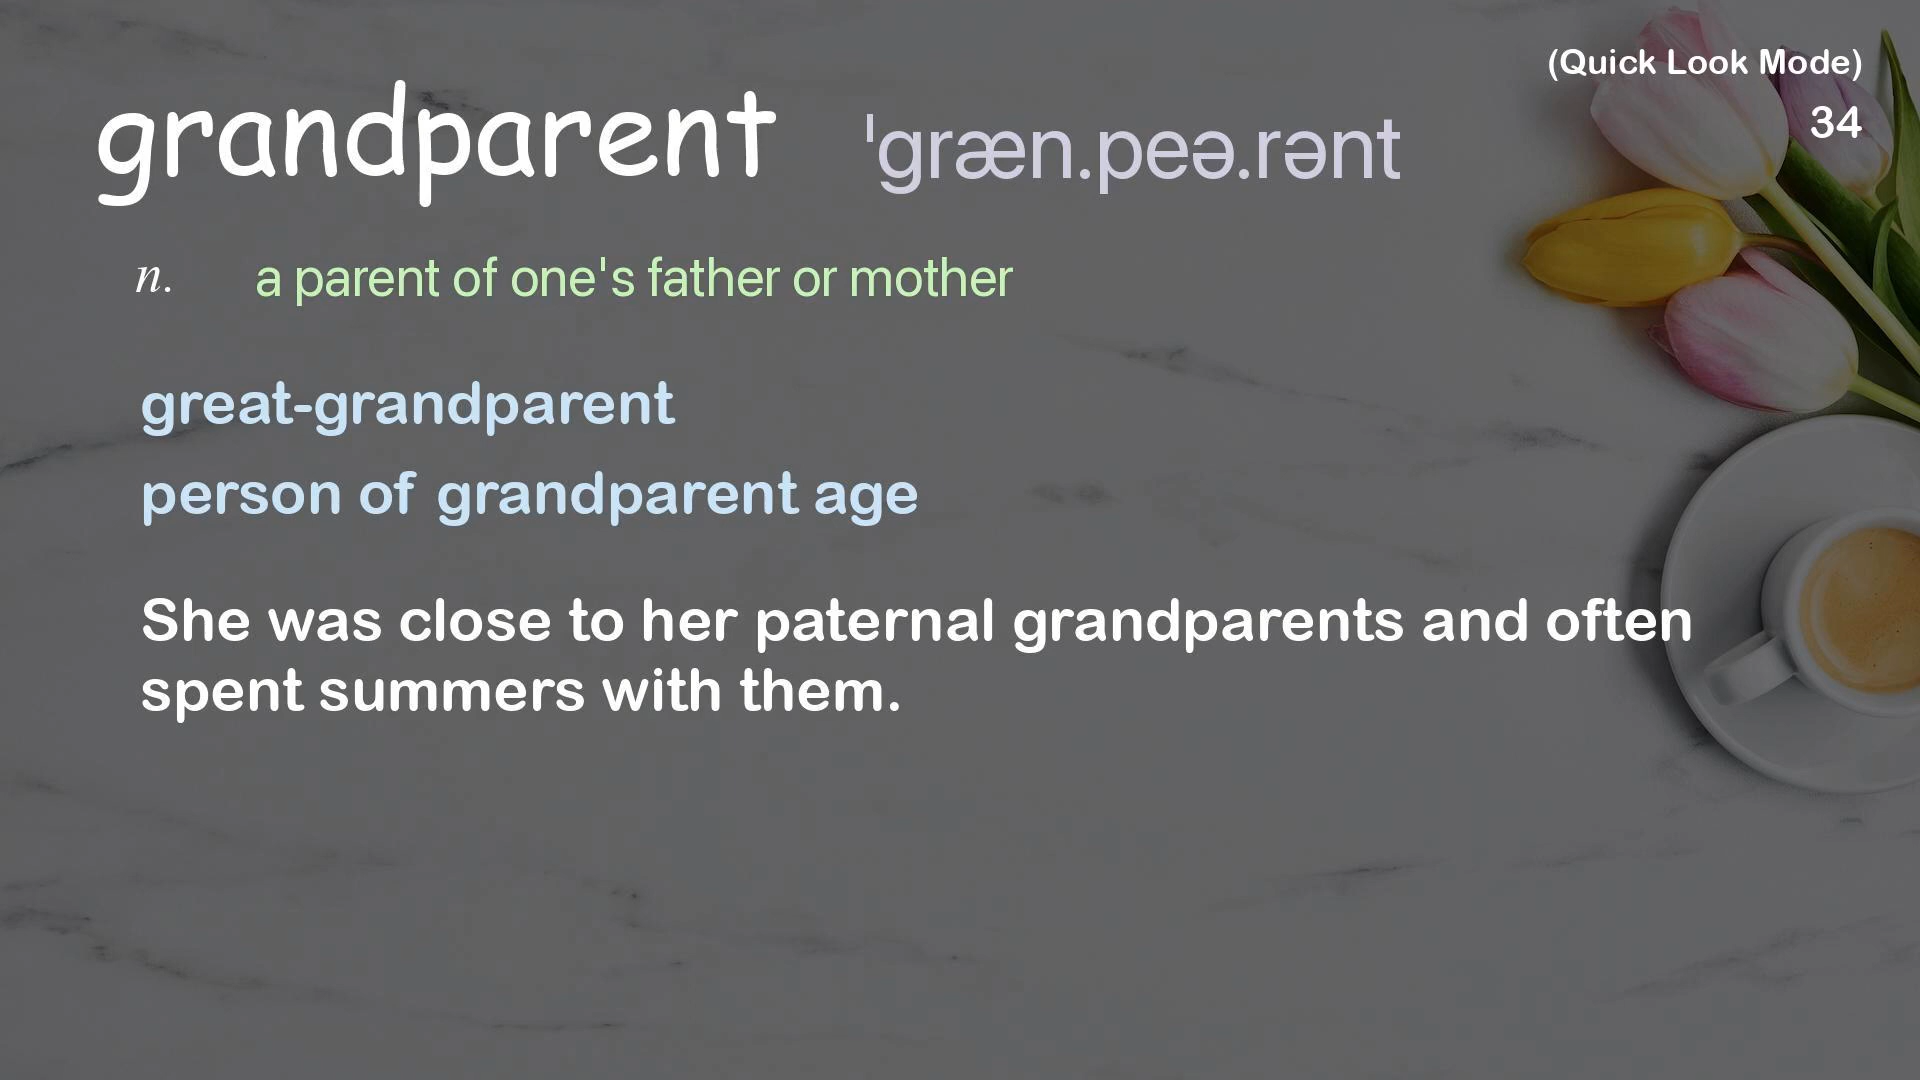 (Quick Look Mode)
34
grandparent ˈɡræn.peə.rənt
n. a parent of one's father or mother
great-grandparent
person of grandparent age
She was close to her paternal grandparents and often
spent summers with them.